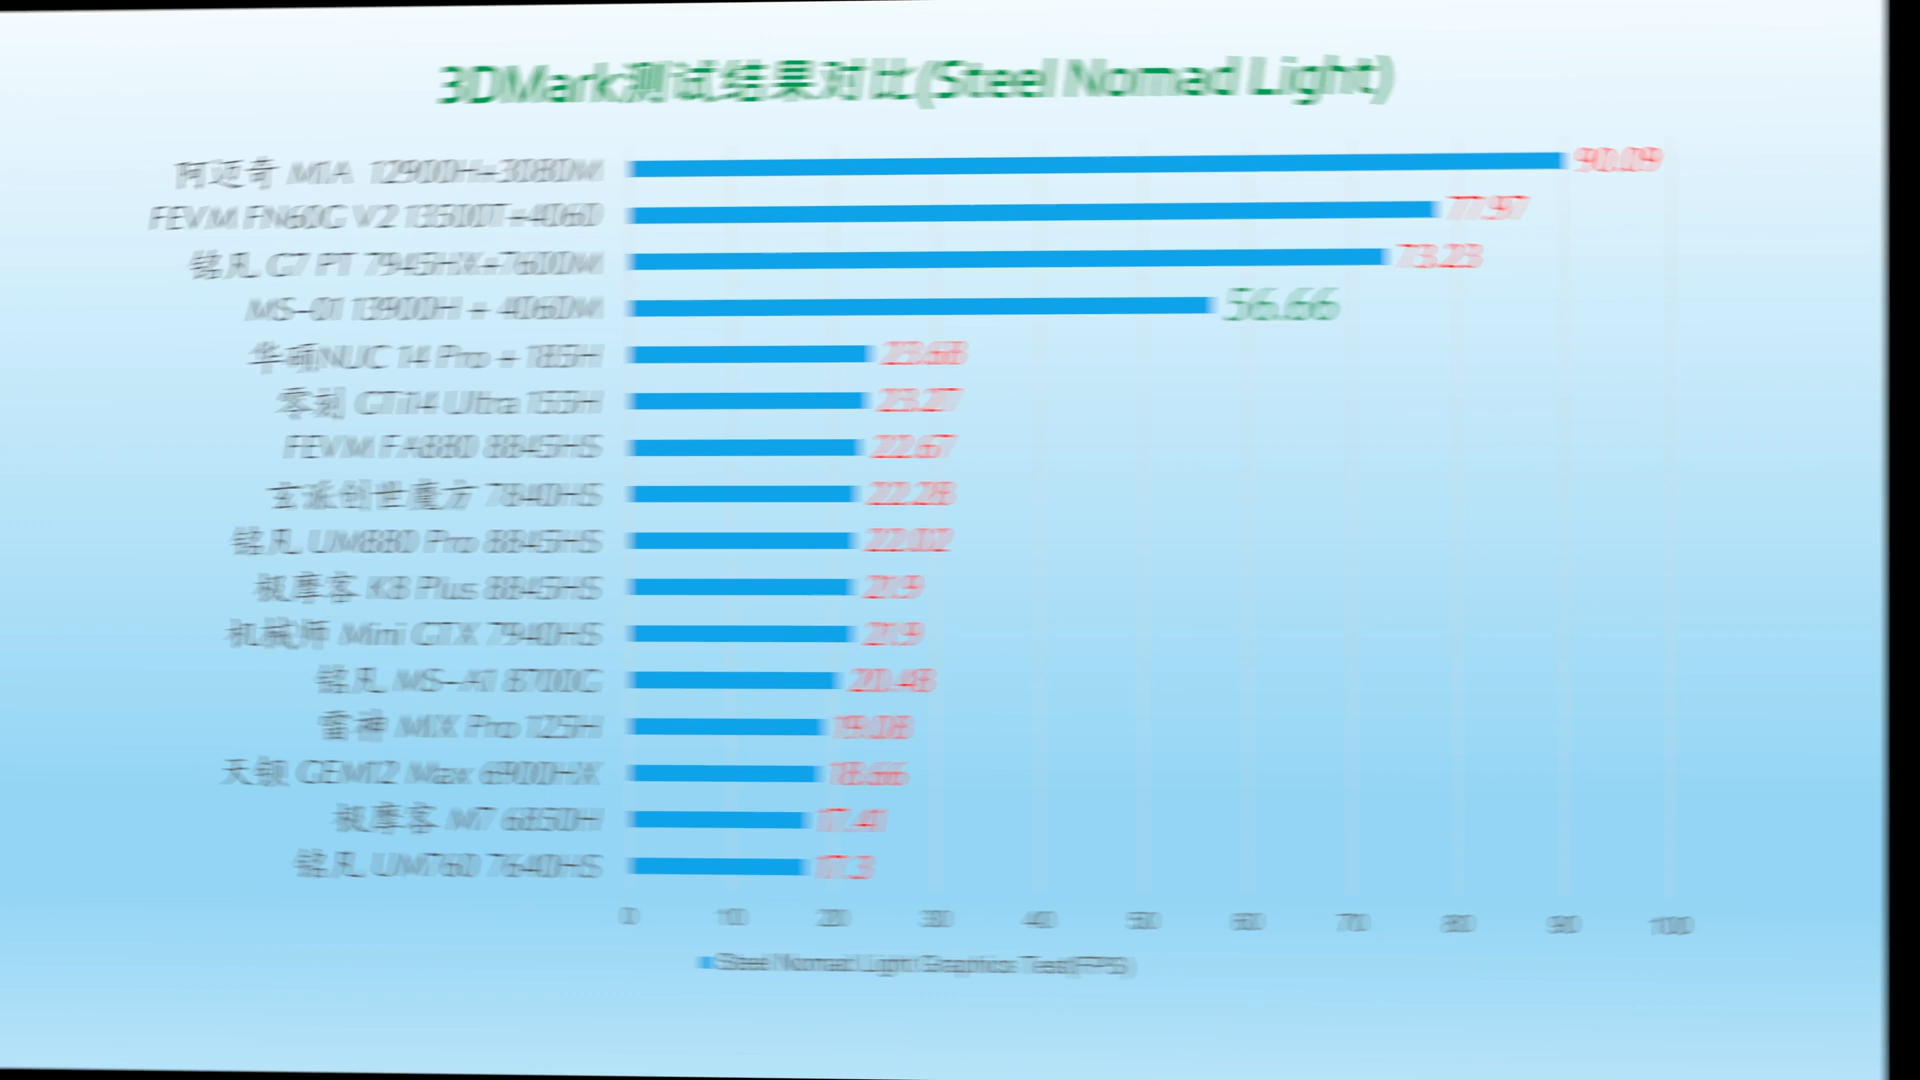 3DMark测试结果对比(Steel Nomad Light)
阿迈奇 M1A 12900H+3080M 90.09
FEVM FN60G V2 13500T+4060 77.97
铭凡 G7 PT 7945HX+7600M 73.23
MS-01 13900H + 4060M 56.66
华硕NUC 14 Pro + 185H 23.68
零刻 GTi14 Ultra 155H 23.27
FEVM FA880 8845HS 22.67
玄派创世魔方 7840HS 22.28
铭凡 UM880 Pro 8845HS 22.02
极摩客 K8 Plus 8845HS 21.9
机械师 Mini GTX 7940HS 21.9
铭凡 MS-A1 8700G 20.48
雷神 MIX Pro 125H 19.08
天钡 GEM12 Max 6900HX 18.66
极摩客 M7 6850H 17.41
铭凡 UM760 7640HS 17.3
0 10 20 30 40 50 60 70 80 90 100
Steel Nomad Light Graphics Test(FPS)